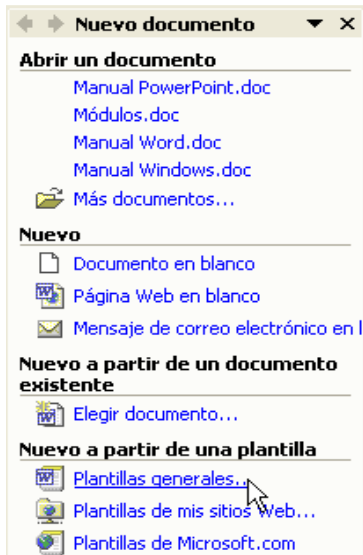 Nuevo documento
Abrir un documento
Manual PowerPoint.doc
Módulos.doc
Manual Word.doc
Manual Windows.doc
Más documentos...
Nuevo
Documento en blanco
Página Web en blanco
Mensaje de correo electrónico en l
Nuevo a partir de un documento
existente
Elegir documento...
Nuevo a partir de una plantilla
Plantillas generales...
Plantillas de mis sitios Web...
Plantillas de Microsoft.com